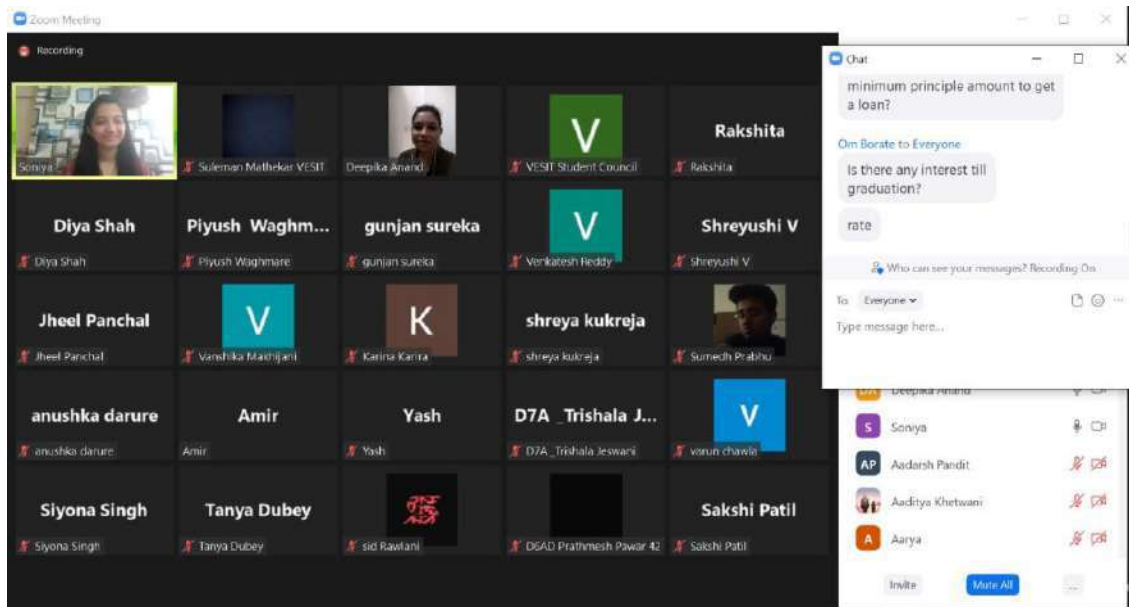 Zoom Meeting
Recording
Soniya
Suleman Mathekar VESIT
Deepika Anand
V
VESIT Student Council
Rakshita
Rakshita
Diya Shah
Diya Shah
Piyush Waghm...
Piyush Waghmare
gunjan sureka
gunjan sureka
V
Venkatesh Reddy
Shreyushi V
Shreyushi V
Jheel Panchal
Jheel Panchal
V
Vanshika Makhijani
K
Karina Karira
shreya kukreja
shreya kukreja
Sumedh Prabhu
anushka darure
anushka darure
Amir
Amir
Yash
Yash
D7A _Trishala J...
D7A _Trishala Jeswani
V
varun chawla
Siyona Singh
Siyona Singh
Tanya Dubey
Tanya Dubey
sid Rawlani
D6AD Prathmesh Pawar 42
Sakshi Patil
Sakshi Patil
Chat
minimum principle amount to get
a loan?
Om Borate to Everyone
Is there any interest till
graduation?
rate
Who can see your messages? Recording On
To: Everyone
Type message here...
DA Deepika Anand
S Soniya
AP Aadarsh Pandit
Aaditya Khetwani
A Aarya
Invite
Mute All
...